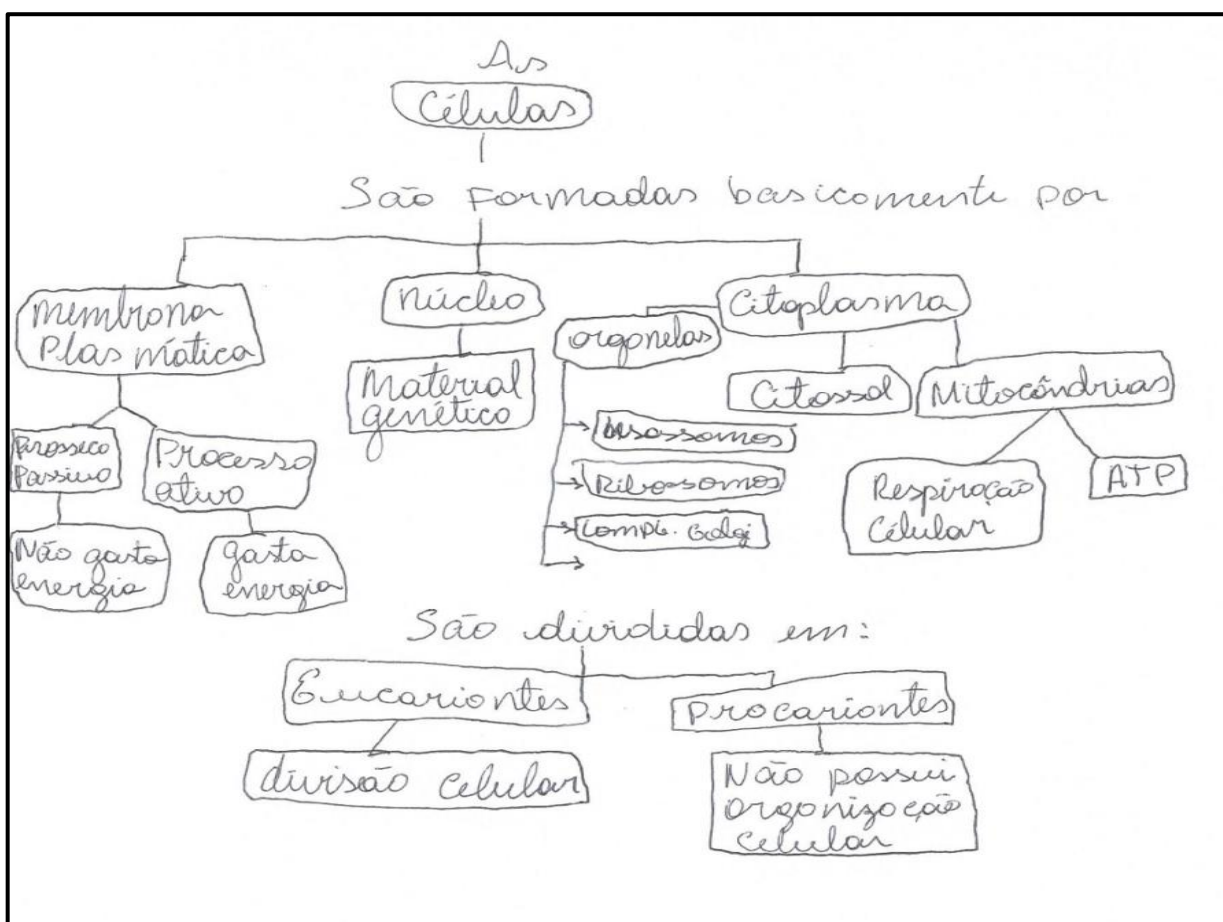 As
Células
São Formadas basicamente por
Membrana
Plasmática
Núcleo
Citoplasma
organelas
Material
genético
Citossol
Mitocôndrias
Passivo
Processo
ativo
Lisossomos
Ribossomos
Compl. Golgi
Respiração
Célular
ATP
Não gasta
energia
gasta
energia
São divididas em:
Eucariontes
Procariontes
divisão celular
Não possui
organização
celular